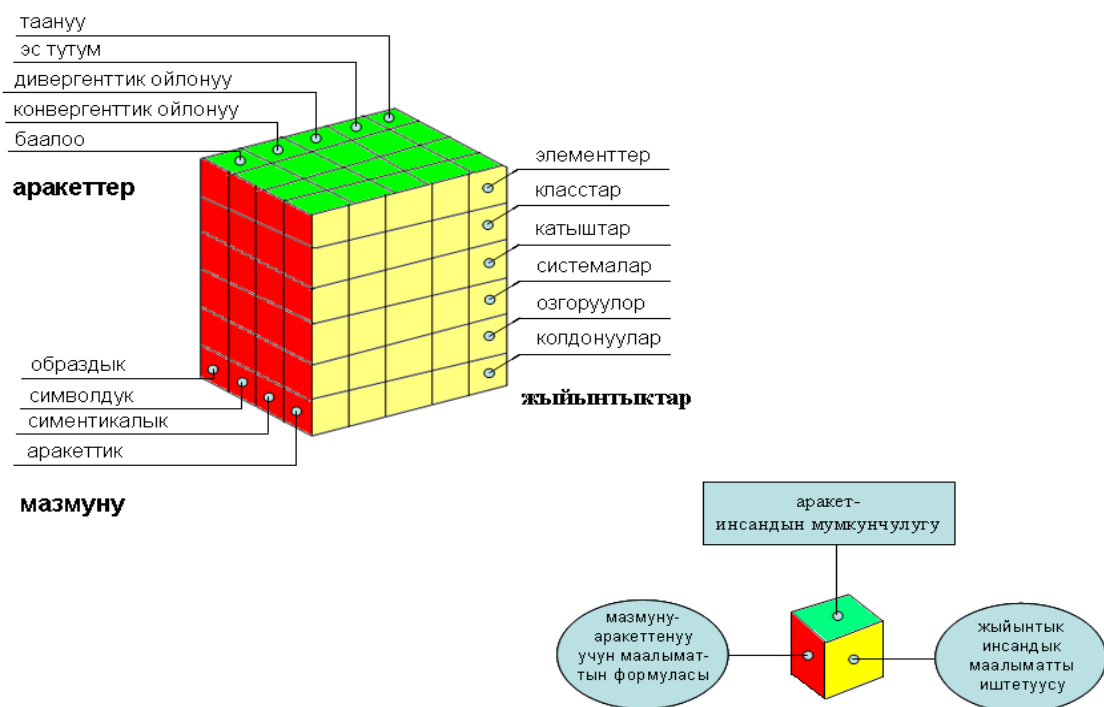 таануу
эс тутум
дивергенттик ойлонуу
конвергенттик ойлонуу
баалоо
аракеттер
элементтер
класстар
катыштар
системалар
озгоруулор
колдонуулар
жыйынтыктар
образдык
символдук
симентикалык
аракеттик
мазмуну
аракет-
инсандын мумкунчулугу
мазмуну-
аракеттенуу
учун маалымат-
тын формуласы
жыйынтык
инсандык
маалыматты
иштетуусу